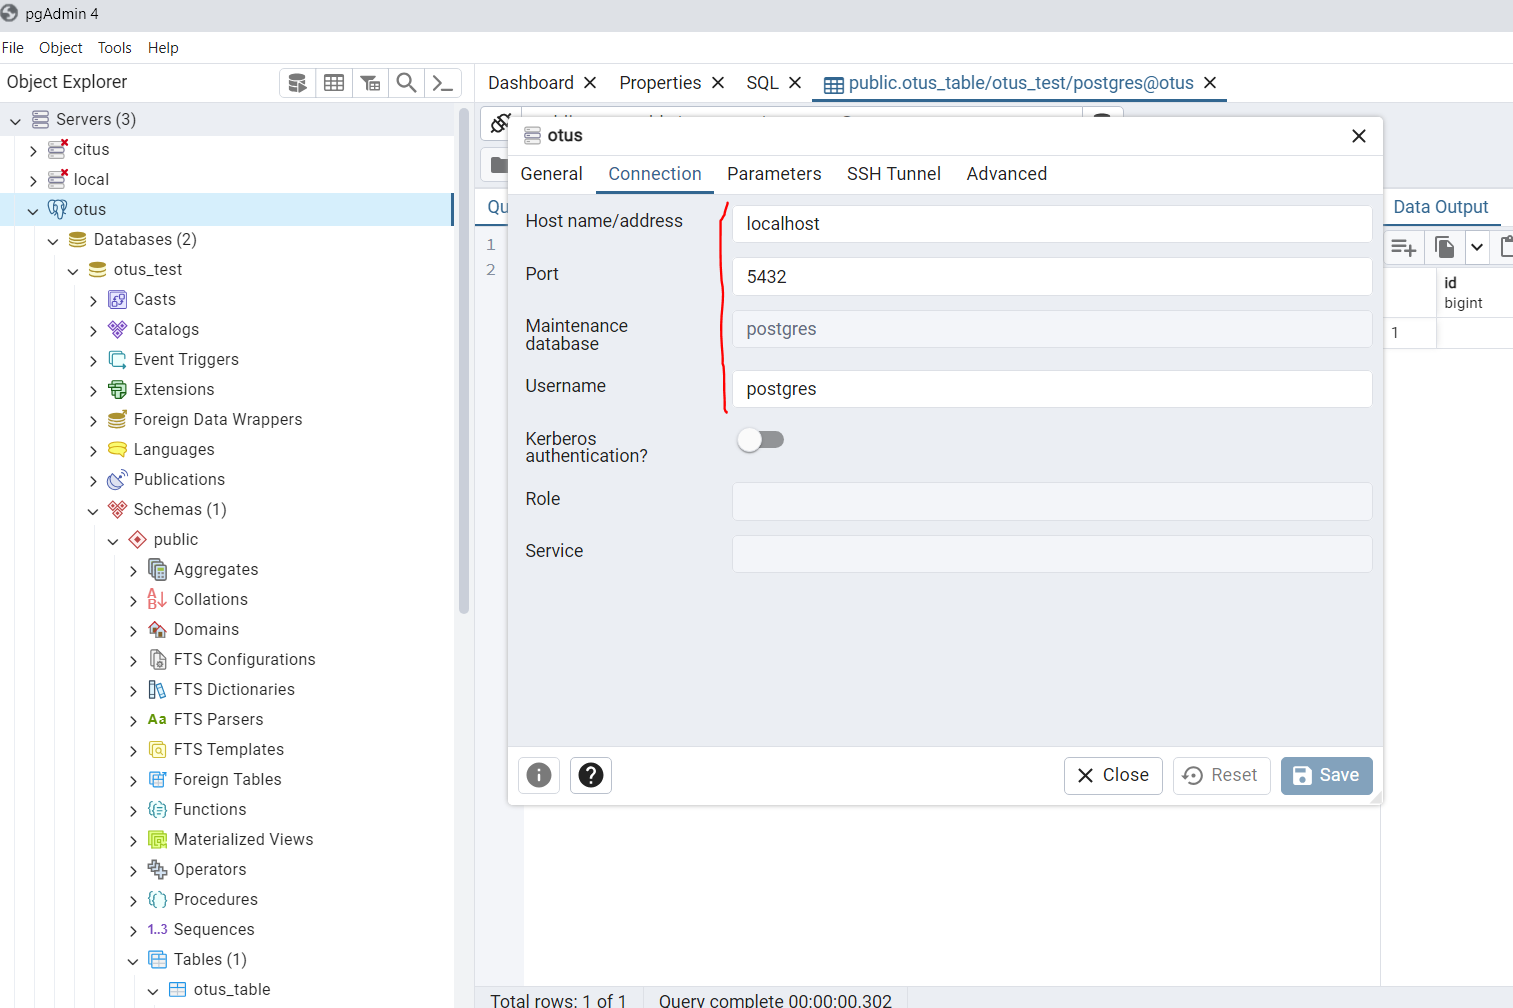 pgAdmin 4
File Object Tools Help
Object Explorer
Dashboard Properties SQL public.otus_table/otus_test/postgres@otus
Servers (3)
citus
local
otus
Databases (2)
otus_test
Casts
Catalogs
Event Triggers
Extensions
Foreign Data Wrappers
Languages
Publications
Schemas (1)
public
Aggregates
Collations
Domains
FTS Configurations
FTS Dictionaries
Aa FTS Parsers
FTS Templates
Foreign Tables
Functions
Materialized Views
Operators
Procedures
1..3 Sequences
Tables (1)
otus_table
otus
General Connection Parameters SSH Tunnel Advanced
Host name/address localhost
Port 5432
Maintenance
database
postgres
Username postgres
Kerberos
authentication?
Role
Service
Close Reset Save
Qu
1
2
Data Output
id
bigint
1
Total rows: 1 of 1 Query complete 00:00:00.302